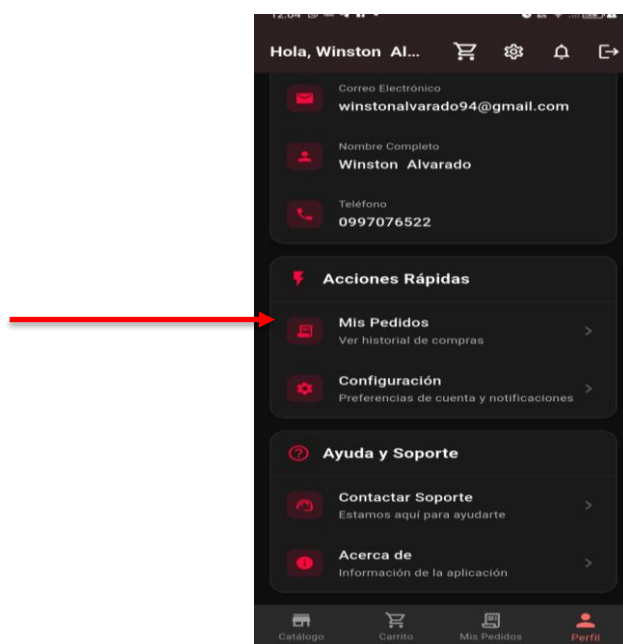 12:04
Hola, Winston Al...
Correo Electrónico
winstonalvarado94@gmail.com
Nombre Completo
Winston Alvarado
Teléfono
0997076522
Acciones Rápidas
Mis Pedidos
Ver historial de compras
Configuración
Preferencias de cuenta y notificaciones
Ayuda y Soporte
Contactar Soporte
Estamos aquí para ayudarte
Acerca de
Información de la aplicación
Catálogo
Carrito
Mis Pedidos
Perfil